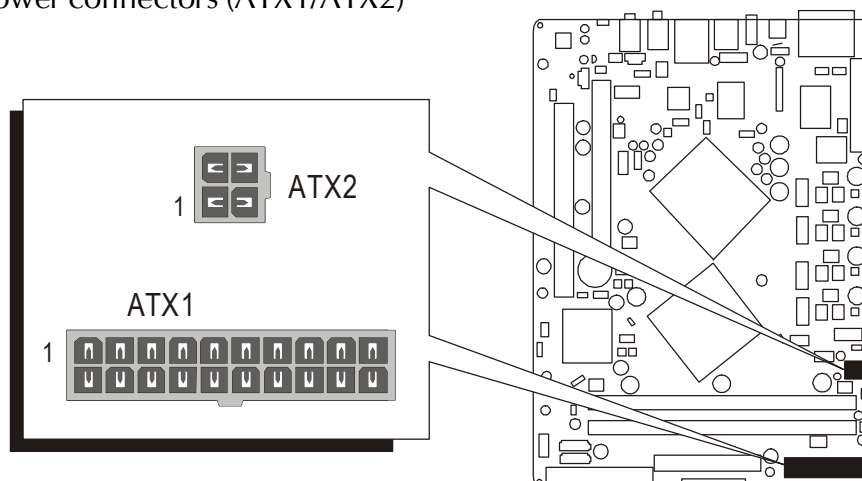 ower connectors (ATX1/ATX2)
1
ATX2
ATX1
1